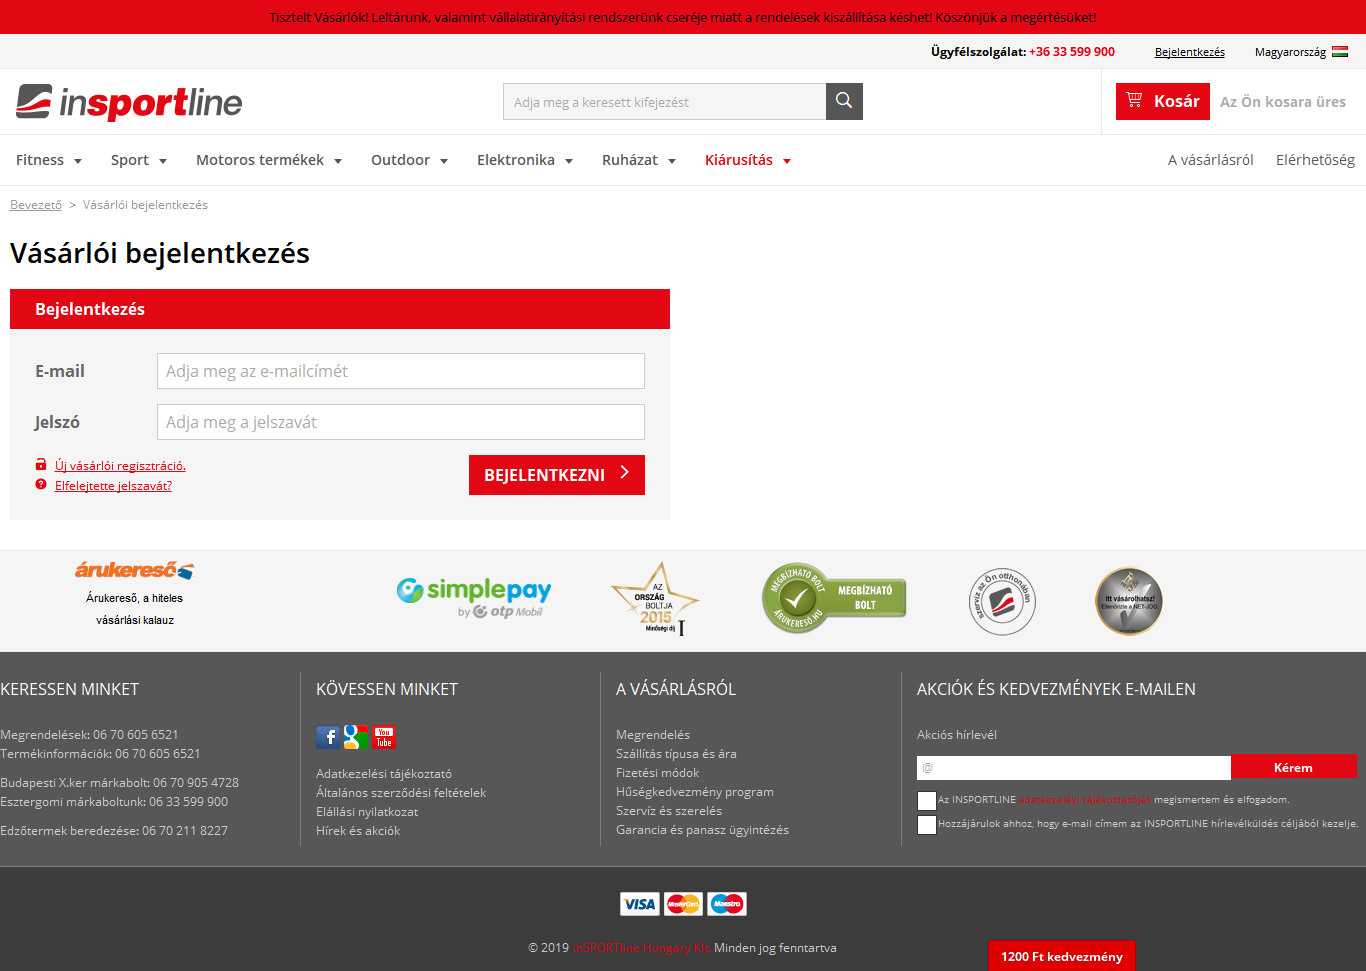 Tisztelt Vásárlók! Leltárunk, valamint vállalatirányítási rendszerünk cseréje miatt a rendelések kiszállítása késhet! Köszönjük a megértésüket!
Ügyfélszolgálat: +36 33 599 900 Bejelentkezés Magyarország
insportline Adja meg a keresett kifejezést Kosár Az Ön kosara üres
Fitness Sport Motoros termékek Outdoor Elektronika Ruházat Kiárusítás A vásárlásról Elérhetőség
Bevezető > Vásárlói bejelentkezés
Vásárlói bejelentkezés
Bejelentkezés
E-mail Adja meg az e-mailcímét
Jelszó Adja meg a jelszavát
Új vásárlói regisztráció.
Elfelejtette jelszavát?
BEJELENTKEZNI
árukereső
Árukereső, a hiteles
vásárlási kalauz
simplepay
by otp Mobil
AZ
ORSZÁG
BOLTJA
2015
Minőségi díj
I
MEGBÍZHATÓ BOLT
ÁRUKERESŐ.HU
MEGBÍZHATÓ
BOLT
szerviz az Ön otthonában
Itt vásárolhatsz!
Ellenőrizte a NET-JOG
KERESSEN MINKET
Megrendelések: 06 70 605 6521
Termékinformációk: 06 70 605 6521
Budapesti X.ker márkabolt: 06 70 905 4728
Esztergomi márkaboltunk: 06 33 599 900
Edzőtermek beredezése: 06 70 211 8227
KÖVESSEN MINKET
f g You Tube
Adatkezelési tájékoztató
Általános szerződési feltételek
Elállási nyilatkozat
Hírek és akciók
A VÁSÁRLÁSRÓL
Megrendelés
Szállítás típusa és ára
Fizetési módok
Hűségkedvezmény program
Szervíz és szerelés
Garancia és panasz ügyintézés
AKCIÓK ÉS KEDVEZMÉNYEK E-MAILEN
Akciós hírlevél
@ Kérem
Az INSPORTLINE adatkezelési tájékoztatóját megismertem és elfogadom.
Hozzájárulok ahhoz, hogy e-mail címem az INSPORTLINE hírlevélküldés céljából kezelje.
VISA MasterCard Maestro
© 2019 inSPORTline Hungary Kft. Minden jog fenntartva
1200 Ft kedvezmény